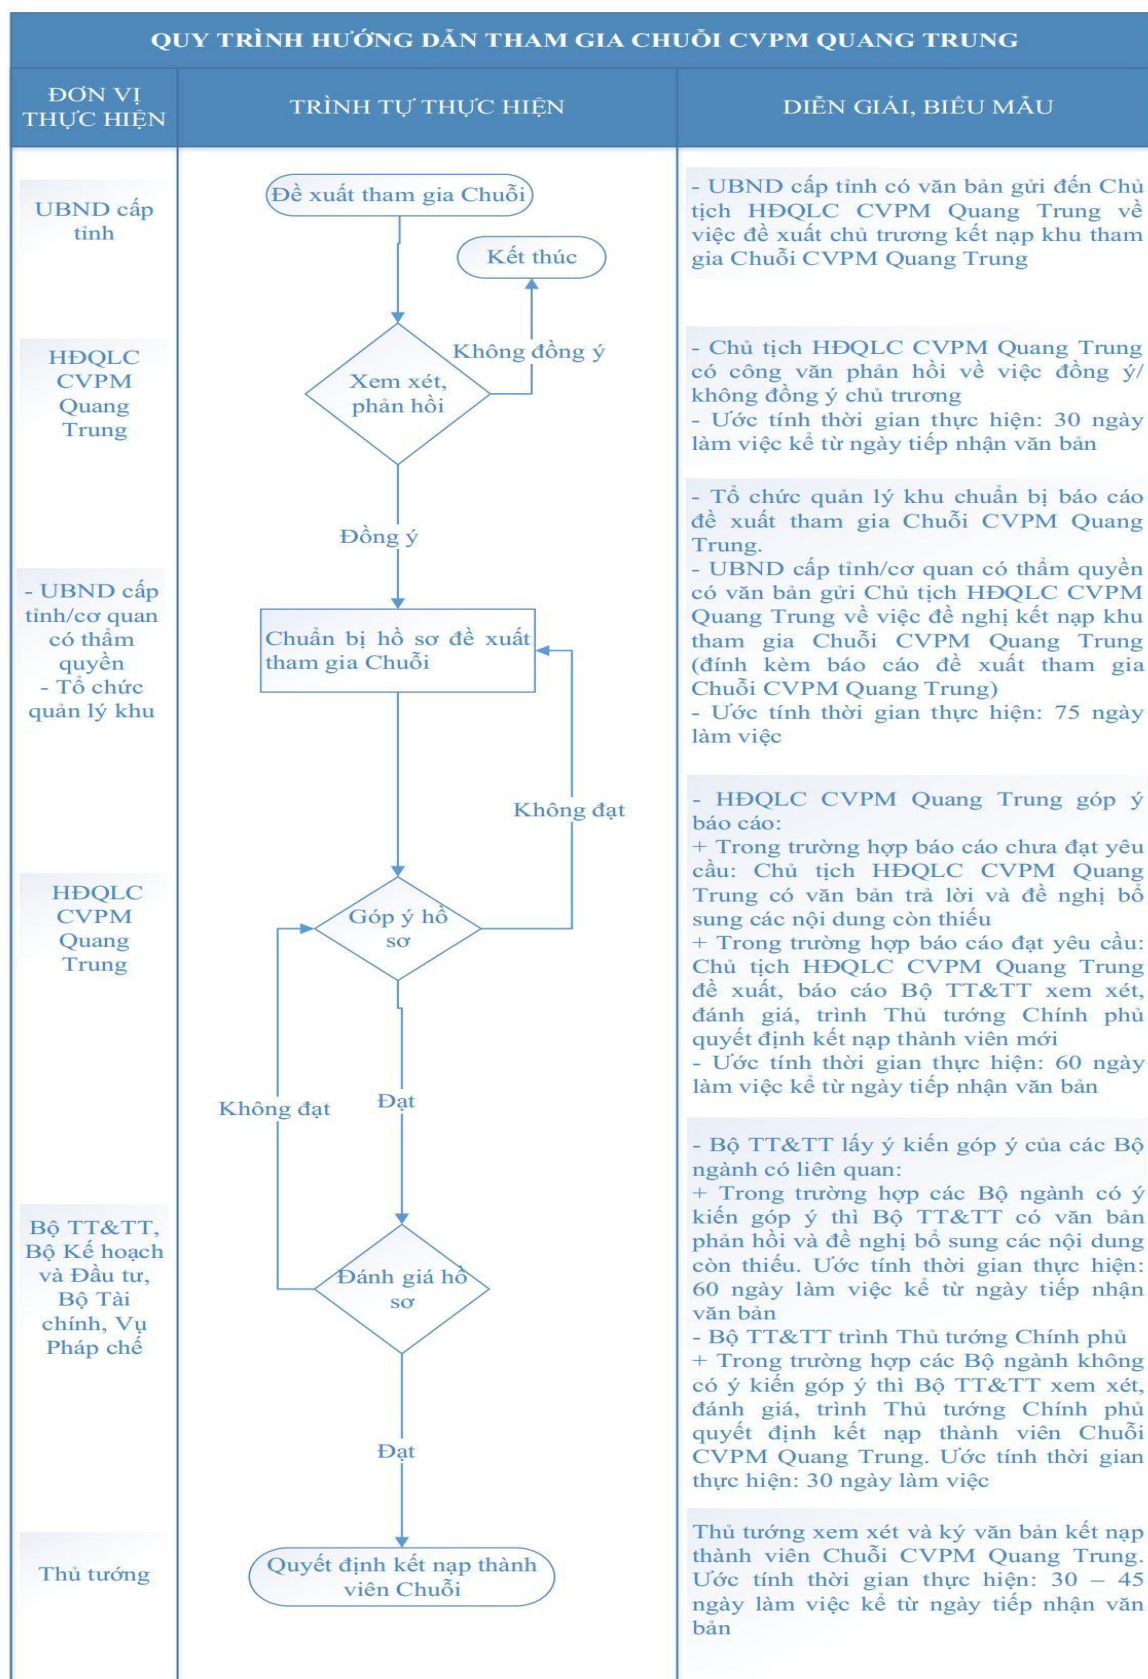 QUY TRÌNH HƯỚNG DẪN THAM GIA CHUỖI CVPM QUANG TRUNG
ĐƠN VỊ
THỰC HIỆN
TRÌNH TỰ THỰC HIỆN
DIỄN GIẢI, BIỂU MẪU
UBND cấp
tỉnh
Đề xuất tham gia Chuỗi
Kết thúc
- UBND cấp tỉnh có văn bản gửi đến Chủ
tịch HĐQLC CVPM Quang Trung về
việc đề xuất chủ trương kết nạp khu tham
gia Chuỗi CVPM Quang Trung
HĐQLC
CVPM
Quang
Trung
Không đồng ý
Xem xét,
phản hồi
- Chủ tịch HĐQLC CVPM Quang Trung
có công văn phản hồi về việc đồng ý/
không đồng ý chủ trương
- Ước tính thời gian thực hiện: 30 ngày
làm việc kể từ ngày tiếp nhận văn bản
Đồng ý
- UBND cấp
tỉnh/cơ quan
có thẩm
quyền
- Tổ chức
quản lý khu
Chuẩn bị hồ sơ đề xuất
tham gia Chuỗi
- Tổ chức quản lý khu chuẩn bị báo cáo
đề xuất tham gia Chuỗi CVPM Quang
Trung.
- UBND cấp tỉnh/cơ quan có thẩm quyền
có văn bản gửi Chủ tịch HĐQLC CVPM
Quang Trung về việc đề nghị kết nạp khu
tham gia Chuỗi CVPM Quang Trung
(đính kèm báo cáo đề xuất tham gia
Chuỗi CVPM Quang Trung)
- Ước tính thời gian thực hiện: 75 ngày
làm việc
Không đạt
HĐQLC
CVPM
Quang
Trung
Góp ý hồ
sơ
- HĐQLC CVPM Quang Trung góp ý
báo cáo:
+ Trong trường hợp báo cáo chưa đạt yêu
cầu: Chủ tịch HĐQLC CVPM Quang
Trung có văn bản trả lời và đề nghị bổ
sung các nội dung còn thiếu
+ Trong trường hợp báo cáo đạt yêu cầu:
Chủ tịch HĐQLC CVPM Quang Trung
đề xuất, báo cáo Bộ TT&TT xem xét,
đánh giá, trình Thủ tướng Chính phủ
quyết định kết nạp thành viên mới
- Ước tính thời gian thực hiện: 60 ngày
làm việc kể từ ngày tiếp nhận văn bản
Không đạt
Đạt
Bộ TT&TT,
Bộ Kế hoạch
và Đầu tư,
Bộ Tài
chính, Vụ
Pháp chế
Đánh giá hồ
sơ
- Bộ TT&TT lấy ý kiến góp ý của các Bộ
ngành có liên quan:
+ Trong trường hợp các Bộ ngành có ý
kiến góp ý thì Bộ TT&TT có văn bản
phản hồi và đề nghị bổ sung các nội dung
còn thiếu. Ước tính thời gian thực hiện:
60 ngày làm việc kể từ ngày tiếp nhận
văn bản
- Bộ TT&TT trình Thủ tướng Chính phủ
+ Trong trường hợp các Bộ ngành không
có ý kiến góp ý thì Bộ TT&TT xem xét,
đánh giá, trình Thủ tướng Chính phủ
quyết định kết nạp thành viên Chuỗi
CVPM Quang Trung. Ước tính thời gian
thực hiện: 30 ngày làm việc
Đạt
Thủ tướng
Quyết định kết nạp thành
viên Chuỗi
Thủ tướng xem xét và ký văn bản kết nạp
thành viên Chuỗi CVPM Quang Trung.
Ước tính thời gian thực hiện: 30 – 45
ngày làm việc kể từ ngày tiếp nhận văn
bản